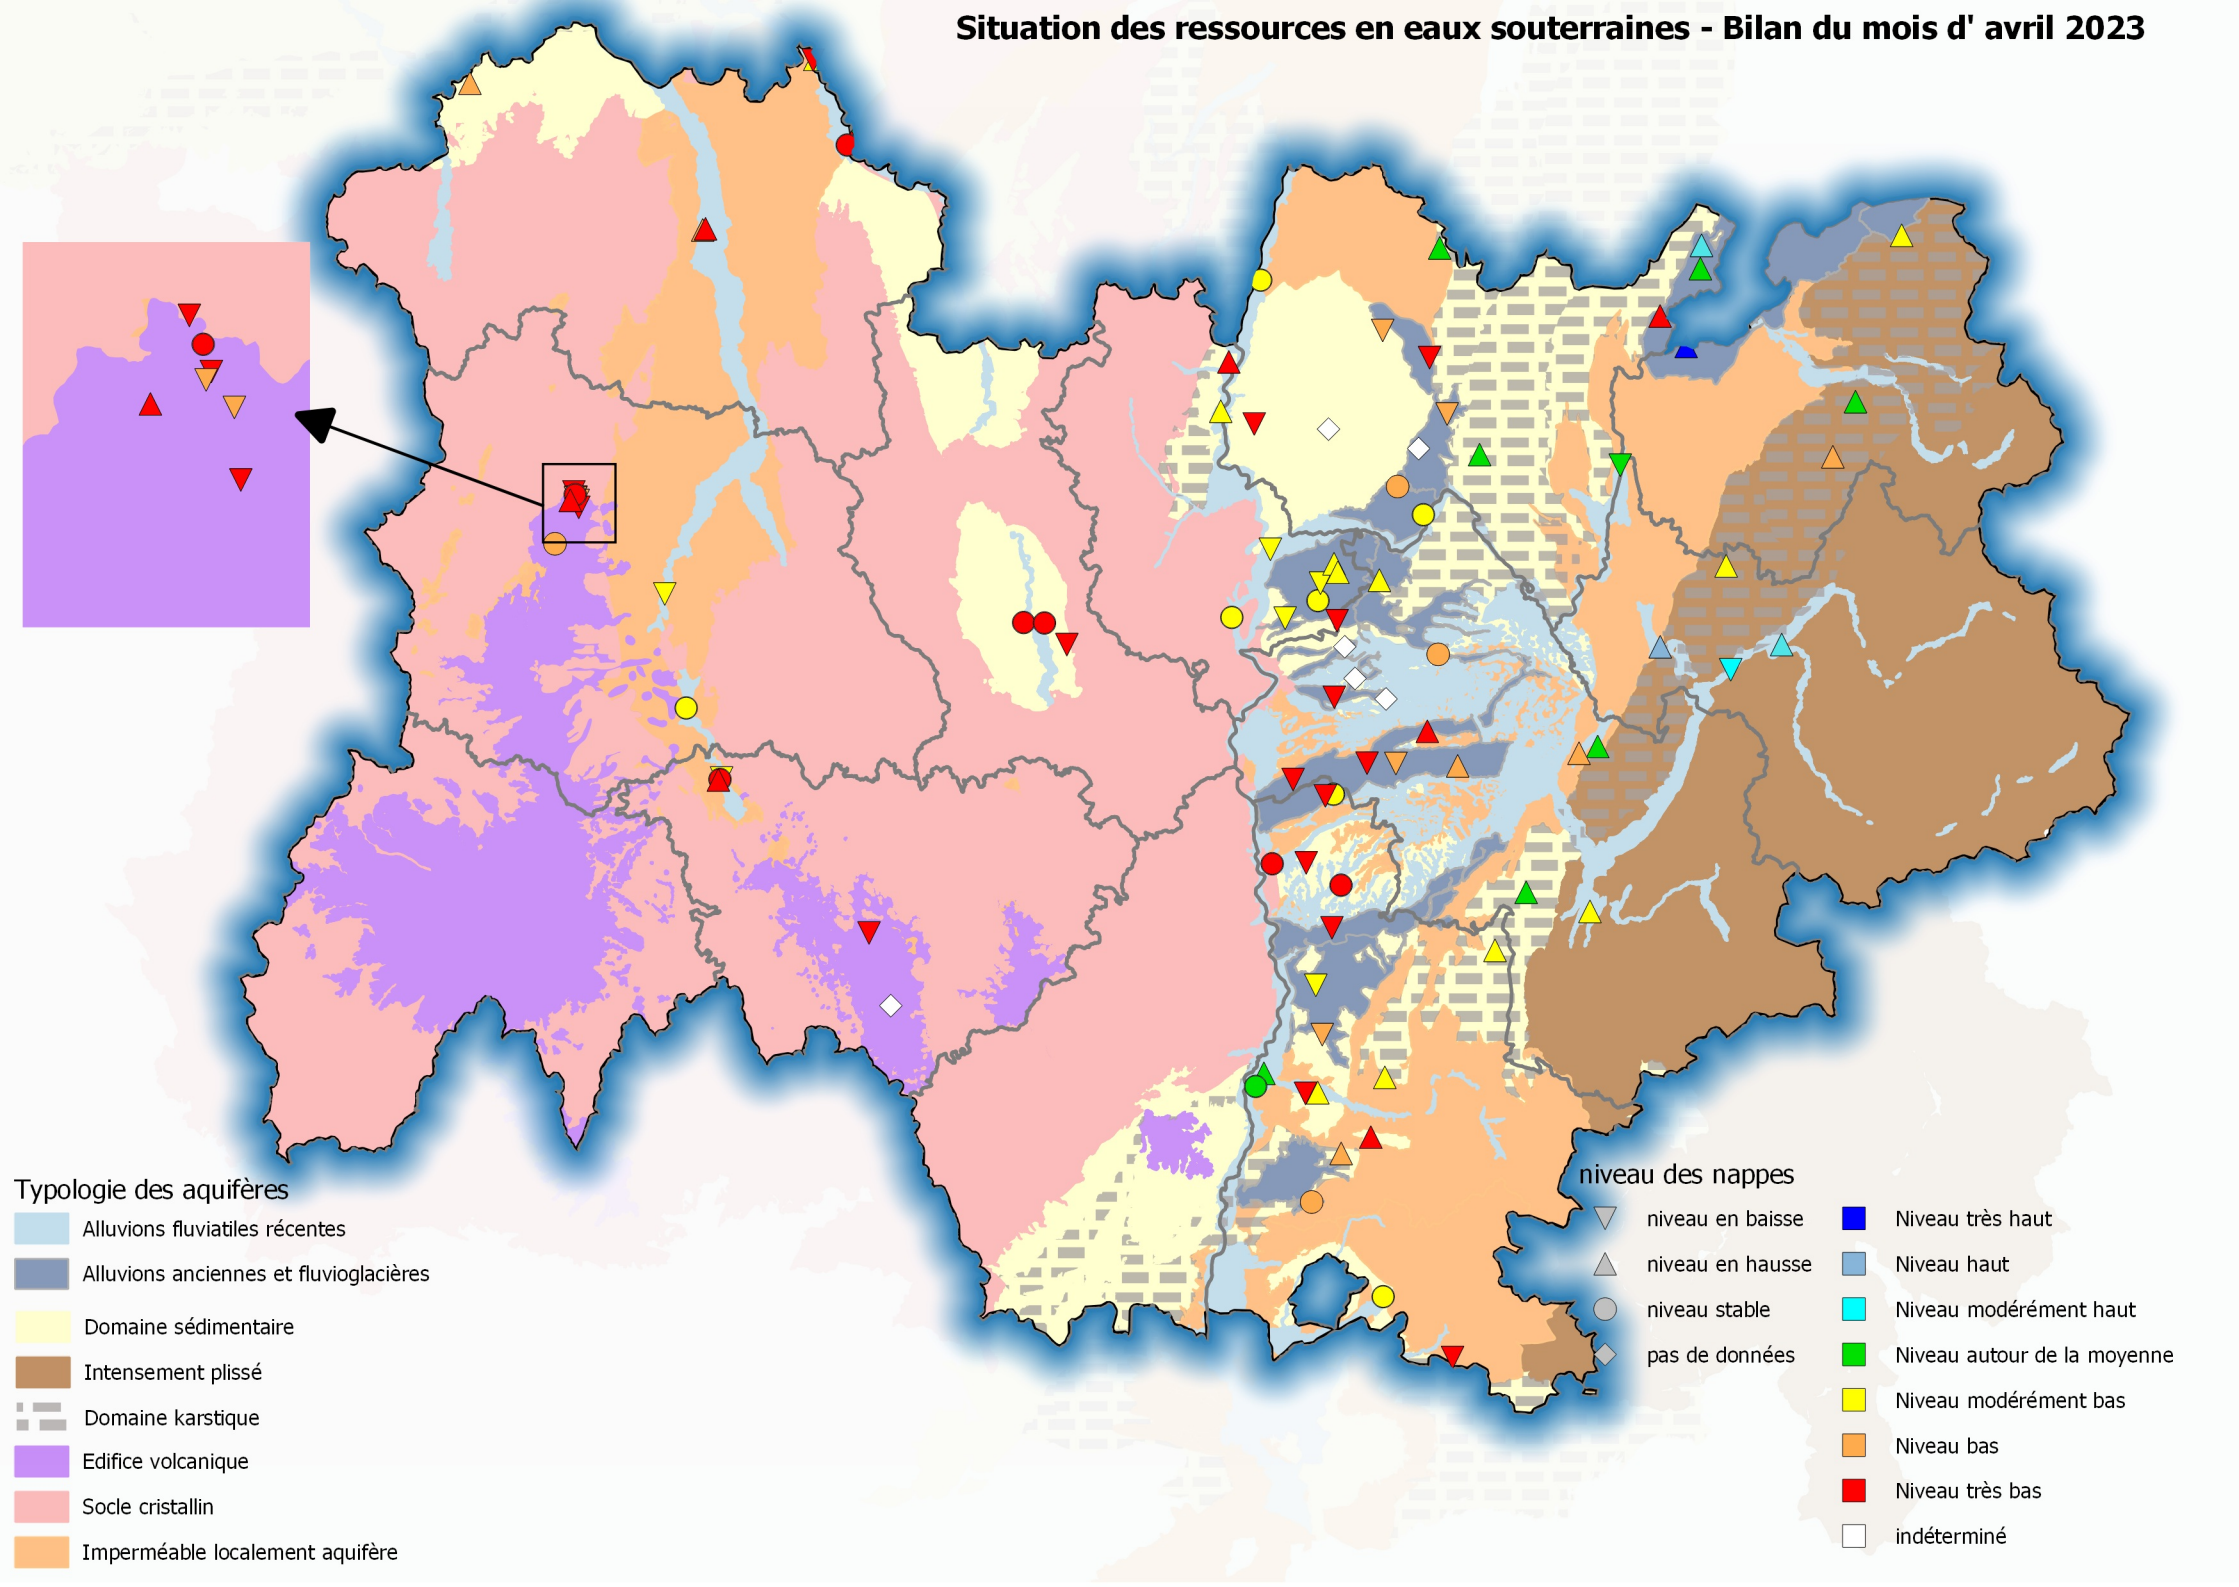 Situation des ressources en eaux souterraines - Bilan du mois d' avril 2023
Typologie des aquifères
Alluvions fluviatiles récentes
Alluvions anciennes et fluvioglacières
Domaine sédimentaire
Intensement plissé
Domaine karstique
Edifice volcanique
Socle cristallin
Imperméable localement aquifère
niveau des nappes
niveau en baisse
niveau en hausse
niveau stable
pas de données
Niveau très haut
Niveau haut
Niveau modérément haut
Niveau autour de la moyenne
Niveau modérément bas
Niveau bas
Niveau très bas
indéterminé